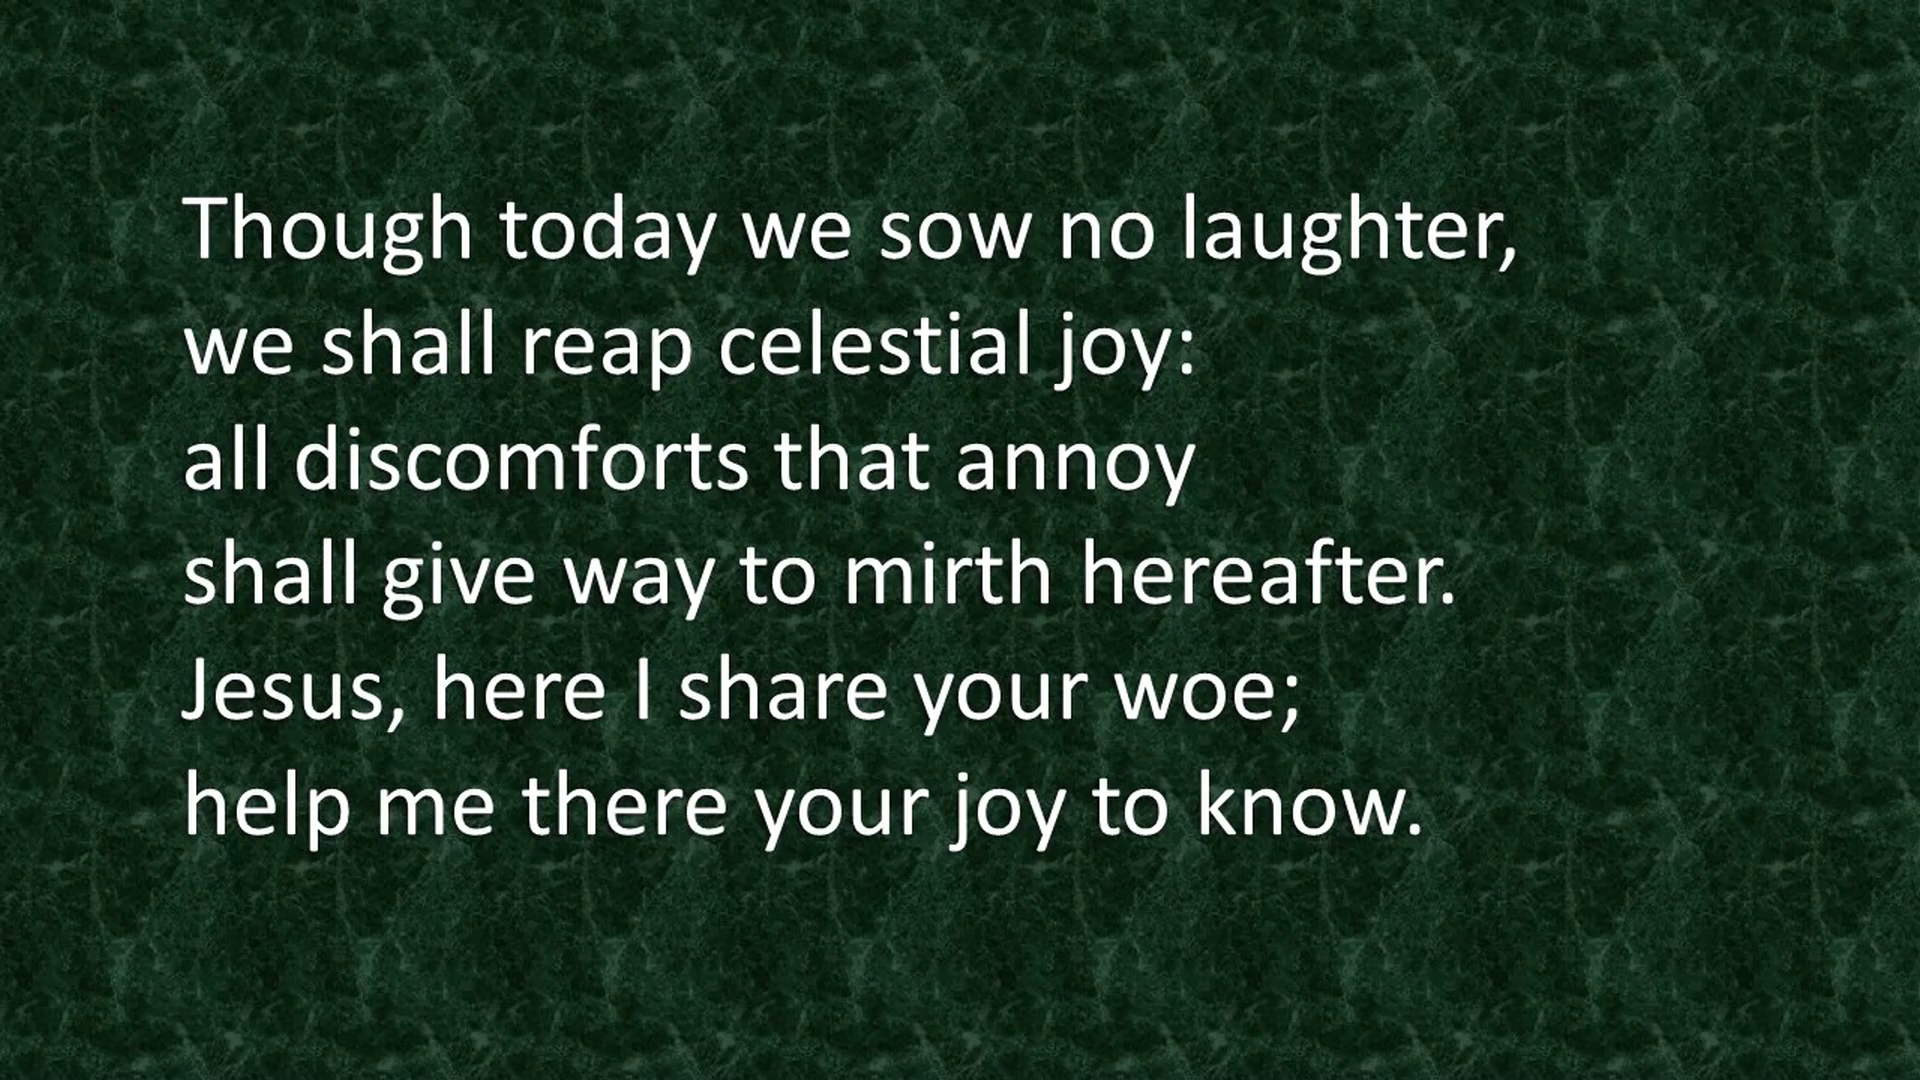 Though today we sow no laughter,
we shall reap celestial joy:
all discomforts that annoy
shall give way to mirth hereafter.
Jesus, here I share your woe;
help me there your joy to know.